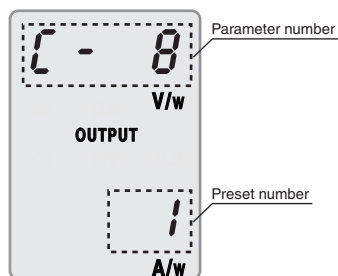 Parameter number
C - 8
V/w
OUTPUT
Preset number
1
A/w